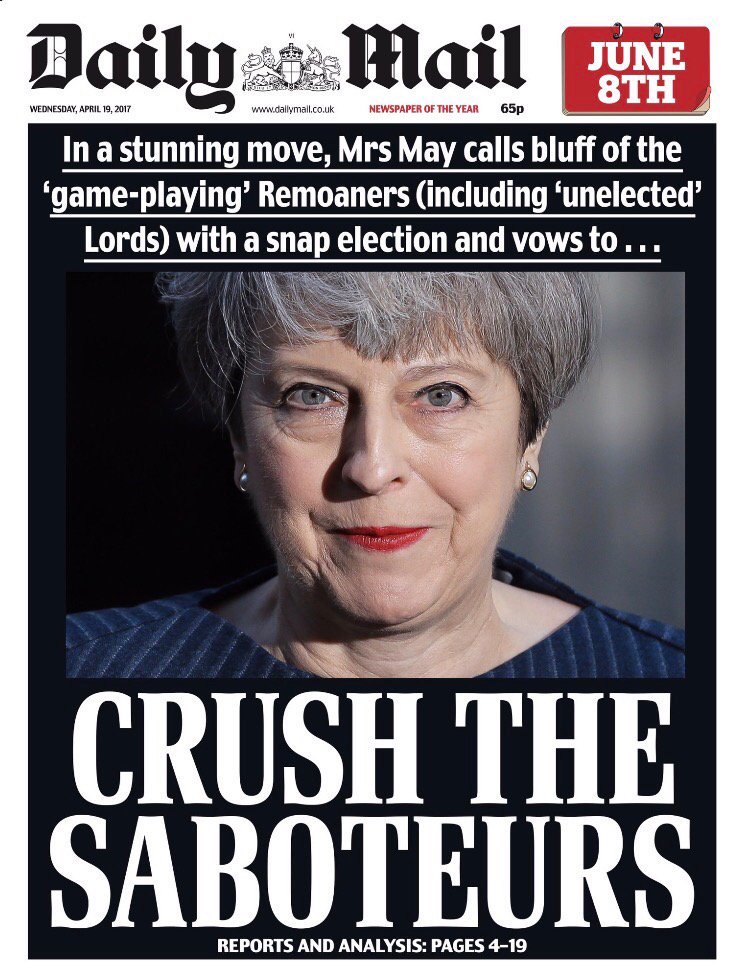 Daily Mail
JUNE
8TH
WEDNESDAY, APRIL 19, 2017 www.dailymail.co.uk NEWSPAPER OF THE YEAR 65p
In a stunning move, Mrs May calls bluff of the
‘game-playing’ Remoaners (including ‘unelected’
Lords) with a snap election and vows to . . .
CRUSH THE
SABOTEURS
REPORTS AND ANALYSIS: PAGES 4–19